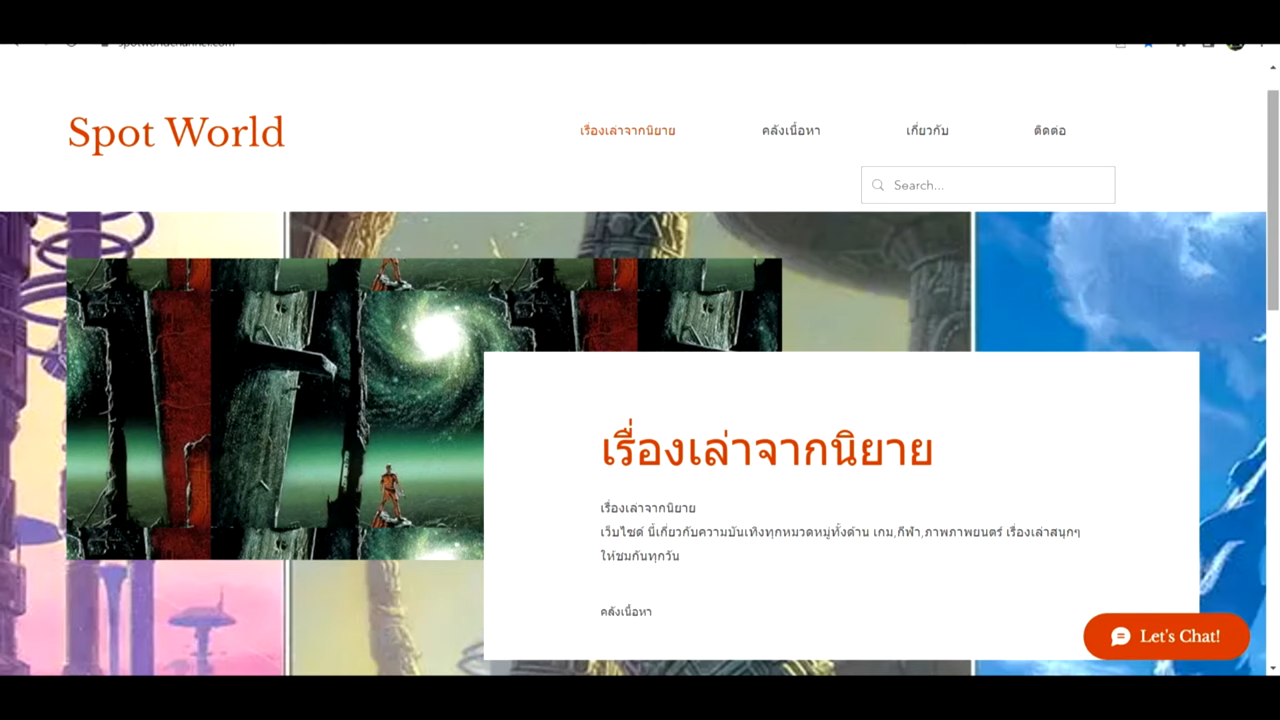 Spot World
เรื่องเล่าจากนิยาย
คลังเนื้อหา
เกี่ยวกับ
ติดต่อ
Search...
เรื่องเล่าจากนิยาย
เรื่องเล่าจากนิยาย
เว็บไซด์ นี้เกี่ยวกับความบันเทิงทุกหมวดหมู่ทั้งด้าน เกม,กีฬา,ภาพภาพยนตร์ เรื่องเล่าสนุกๆ
ให้ชมกันทุกวัน
คลังเนื้อหา
Let's Chat!